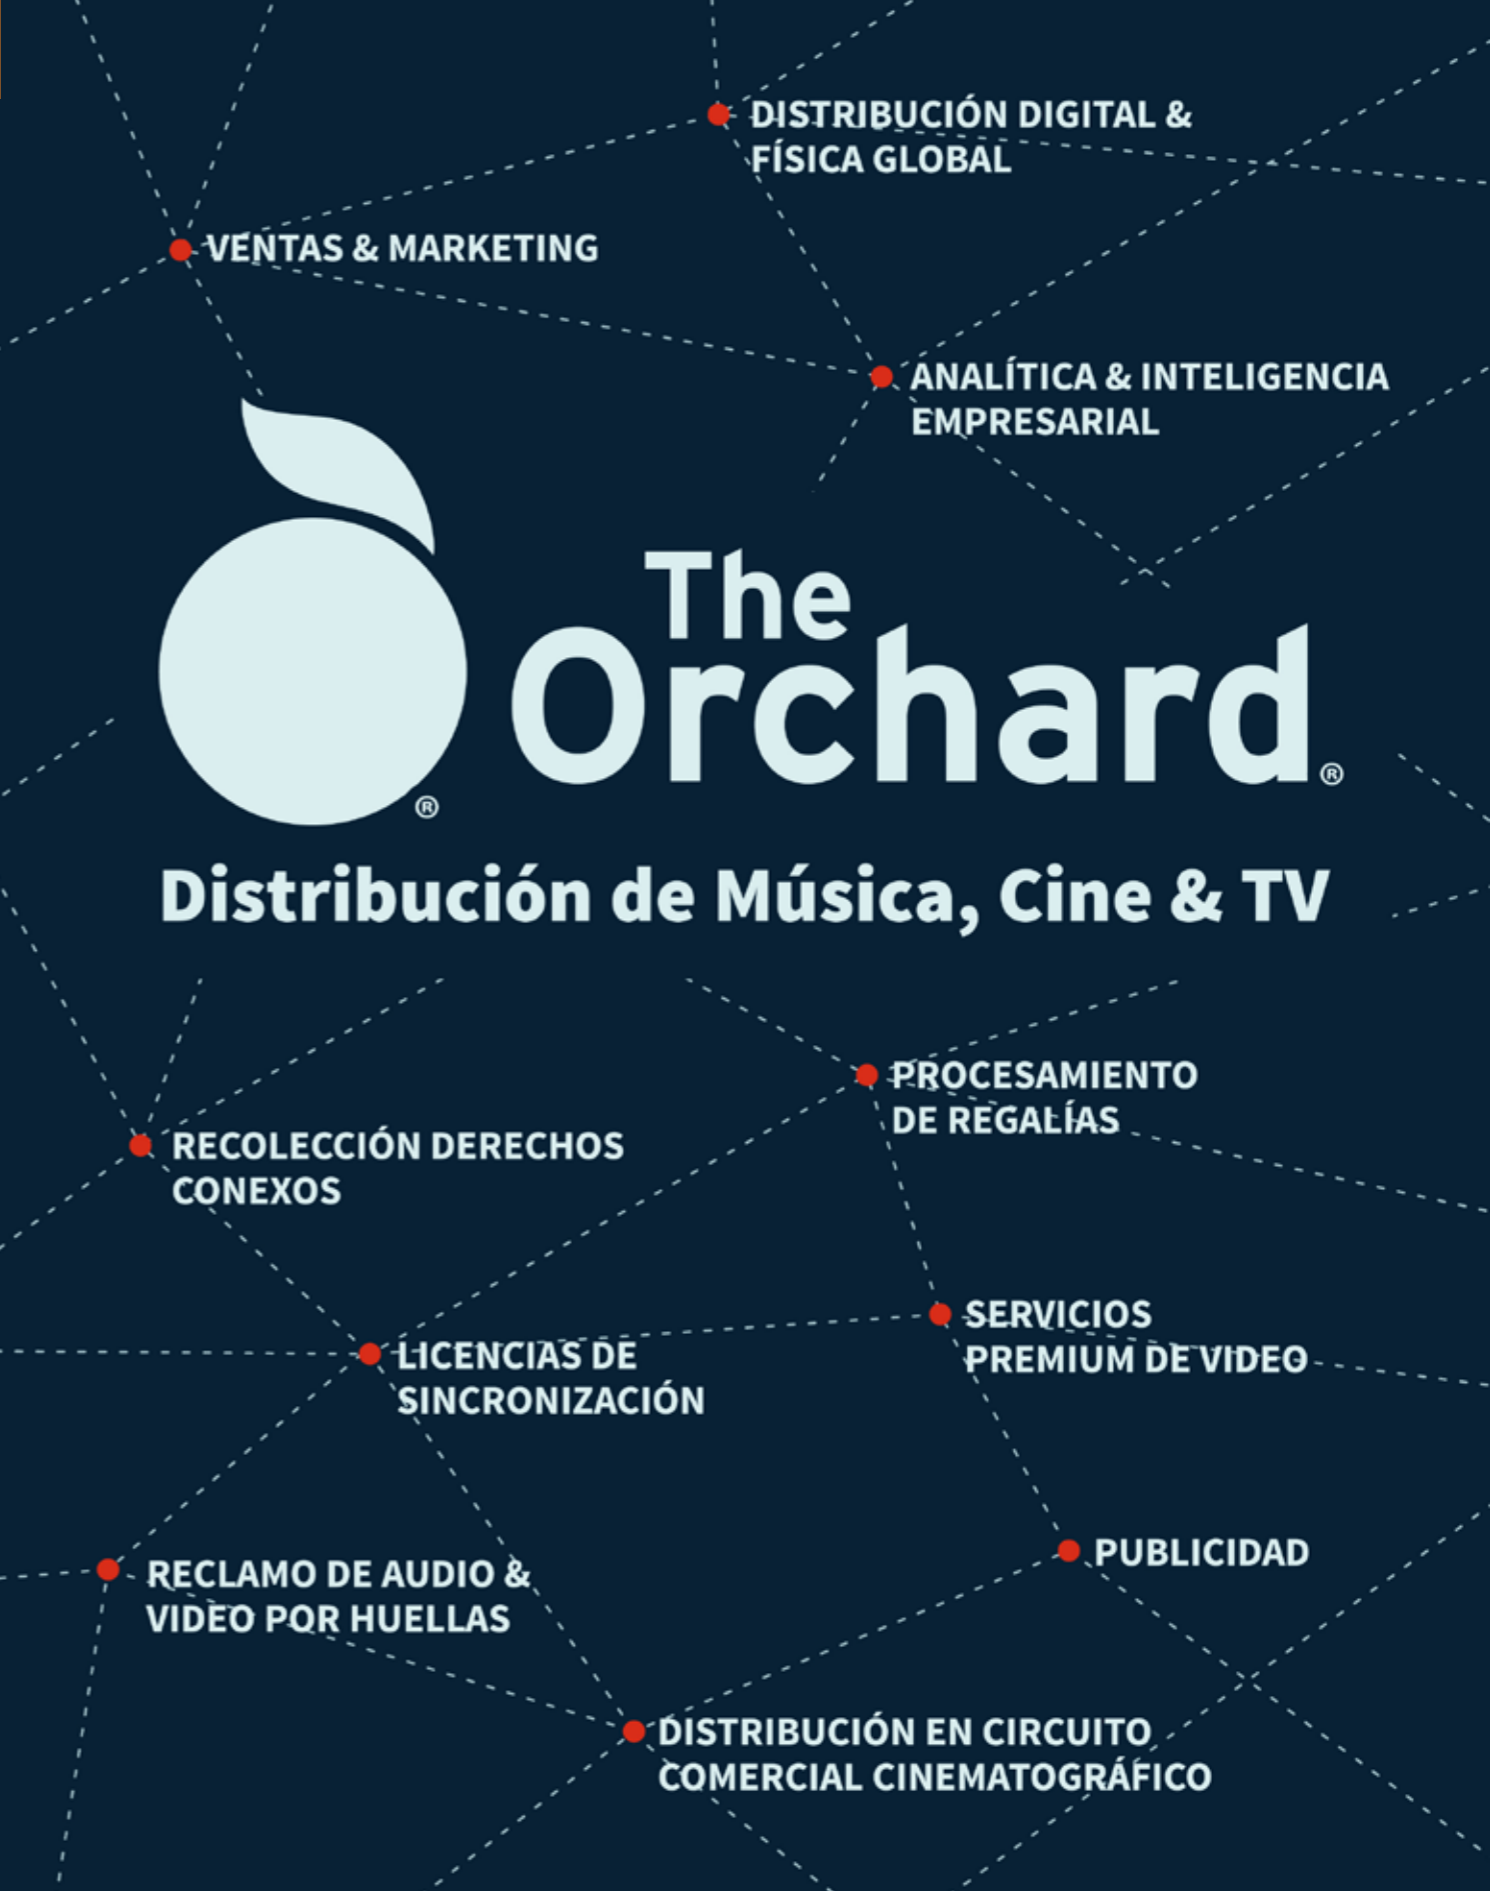 DISTRIBUCIÓN DIGITAL &
FÍSICA GLOBAL
VENTAS & MARKETING
ANALÍTICA & INTELIGENCIA
EMPRESARIAL
The
Orchard®
®
Distribución de Música, Cine & TV
PROCESAMIENTO
DE REGALÍAS
RECOLECCIÓN DERECHOS
CONEXOS
SERVICIOS
PREMIUM DE VIDEO
LICENCIAS DE
SINCRONIZACIÓN
PUBLICIDAD
RECLAMO DE AUDIO &
VIDEO POR HUELLAS
DISTRIBUCIÓN EN CIRCUITO
COMERCIAL CINEMATOGRÁFICO